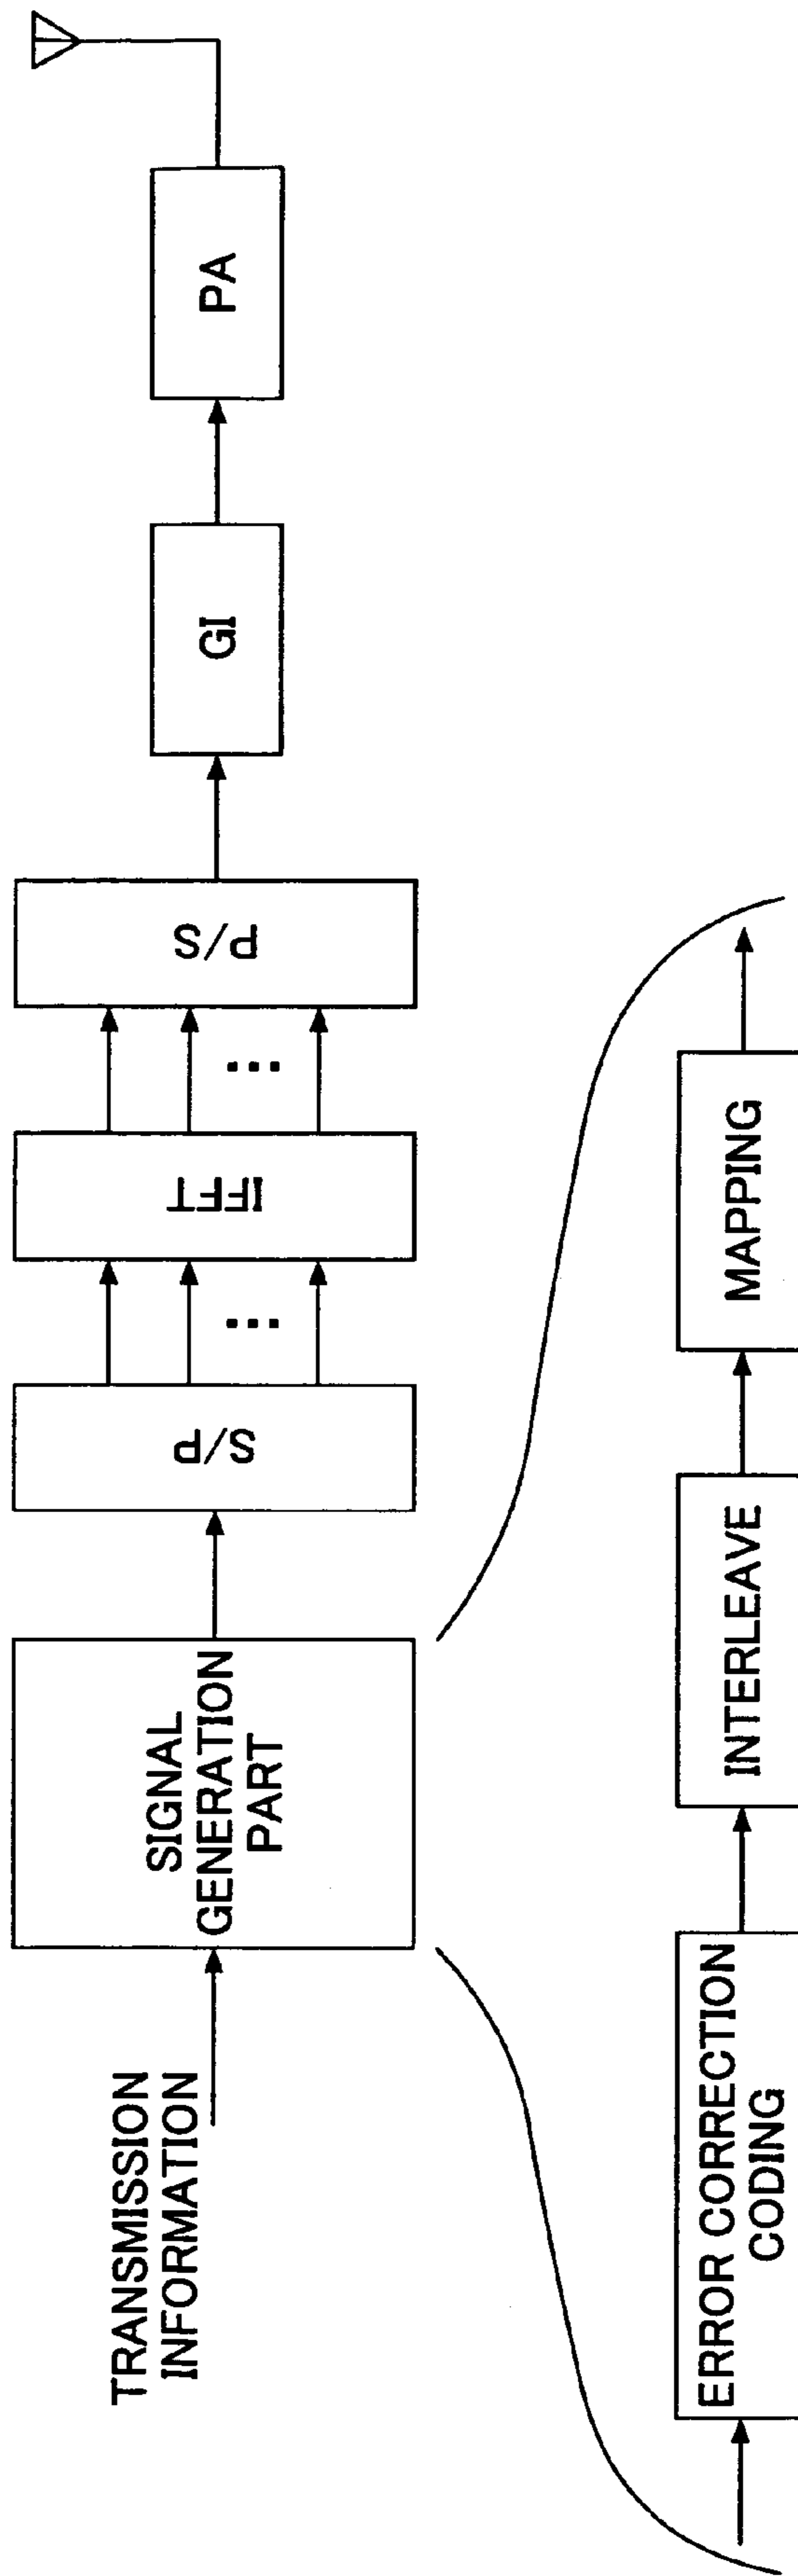 TRANSMISSION
INFORMATION
SIGNAL
GENERATION
PART
S/P
IFFT
P/S
GI
PA
ERROR CORRECTION
CODING
INTERLEAVE
MAPPING